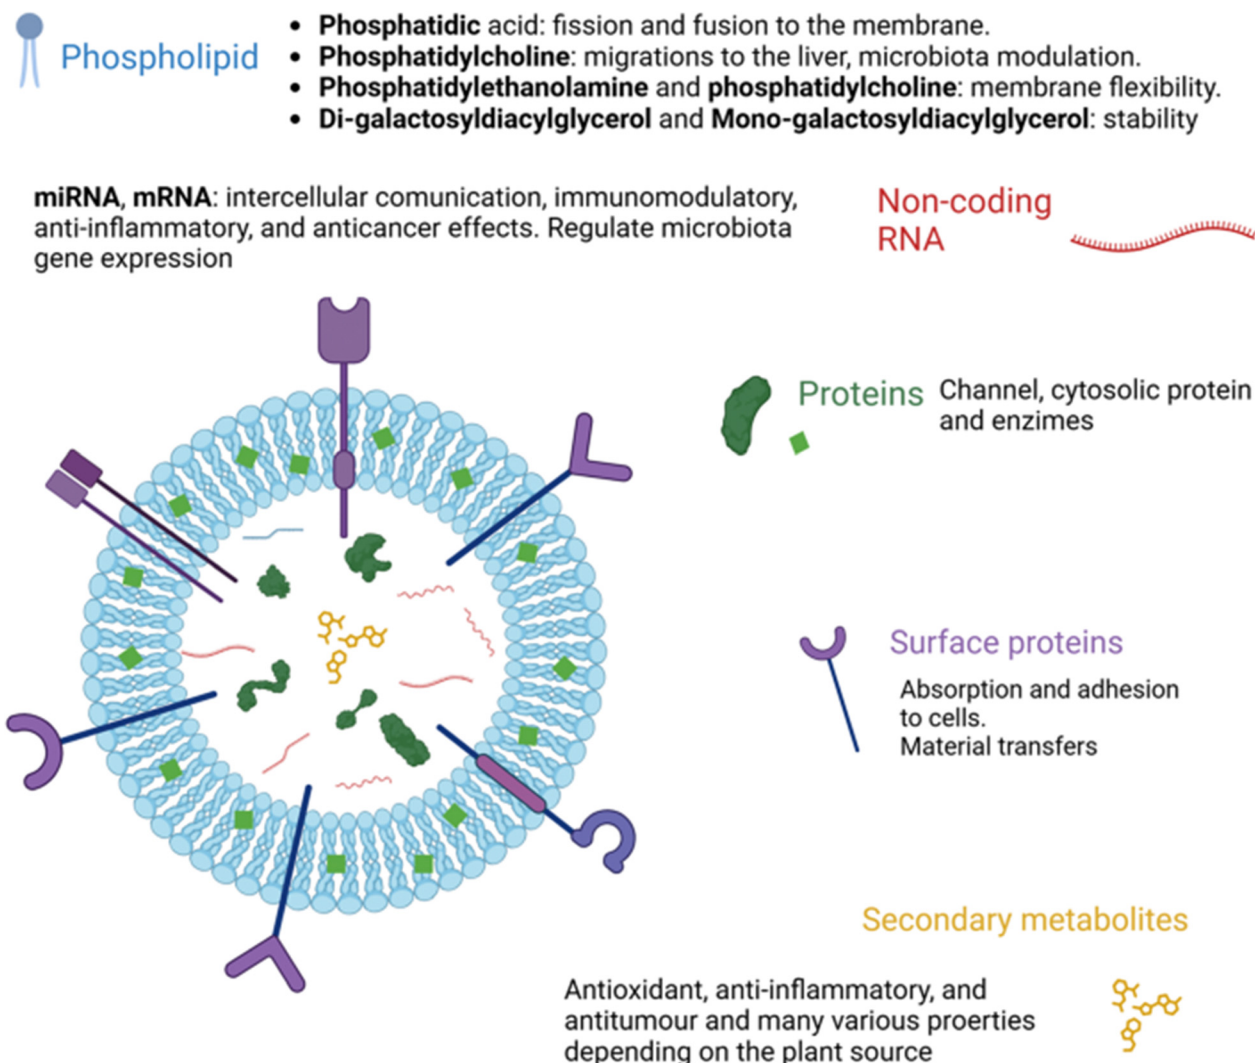 Phospholipid
• Phosphatidic acid: fission and fusion to the membrane.
• Phosphatidylcholine: migrations to the liver, microbiota modulation.
• Phosphatidylethanolamine and phosphatidylcholine: membrane flexibility.
• Di-galactosyldiacylglycerol and Mono-galactosyldiacylglycerol: stability
miRNA, mRNA: intercellular comunication, immunomodulatory,
anti-inflammatory, and anticancer effects. Regulate microbiota
gene expression
Non-coding
RNA
Proteins
Channel, cytosolic protein
and enzimes
Surface proteins
Absorption and adhesion
to cells.
Material transfers
Secondary metabolites
Antioxidant, anti-inflammatory, and
antitumour and many various proerties
depending on the plant source